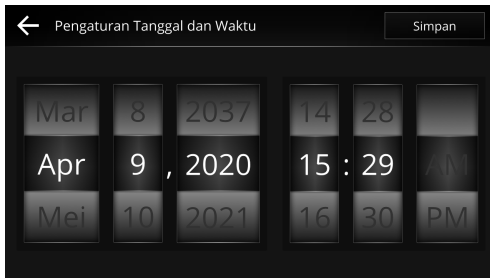 Pengaturan Tanggal dan Waktu Simpan
Mar 8 2037 14 28
Apr 9 , 2020 15 : 29 AM
Mei 10 2021 16 30 PM